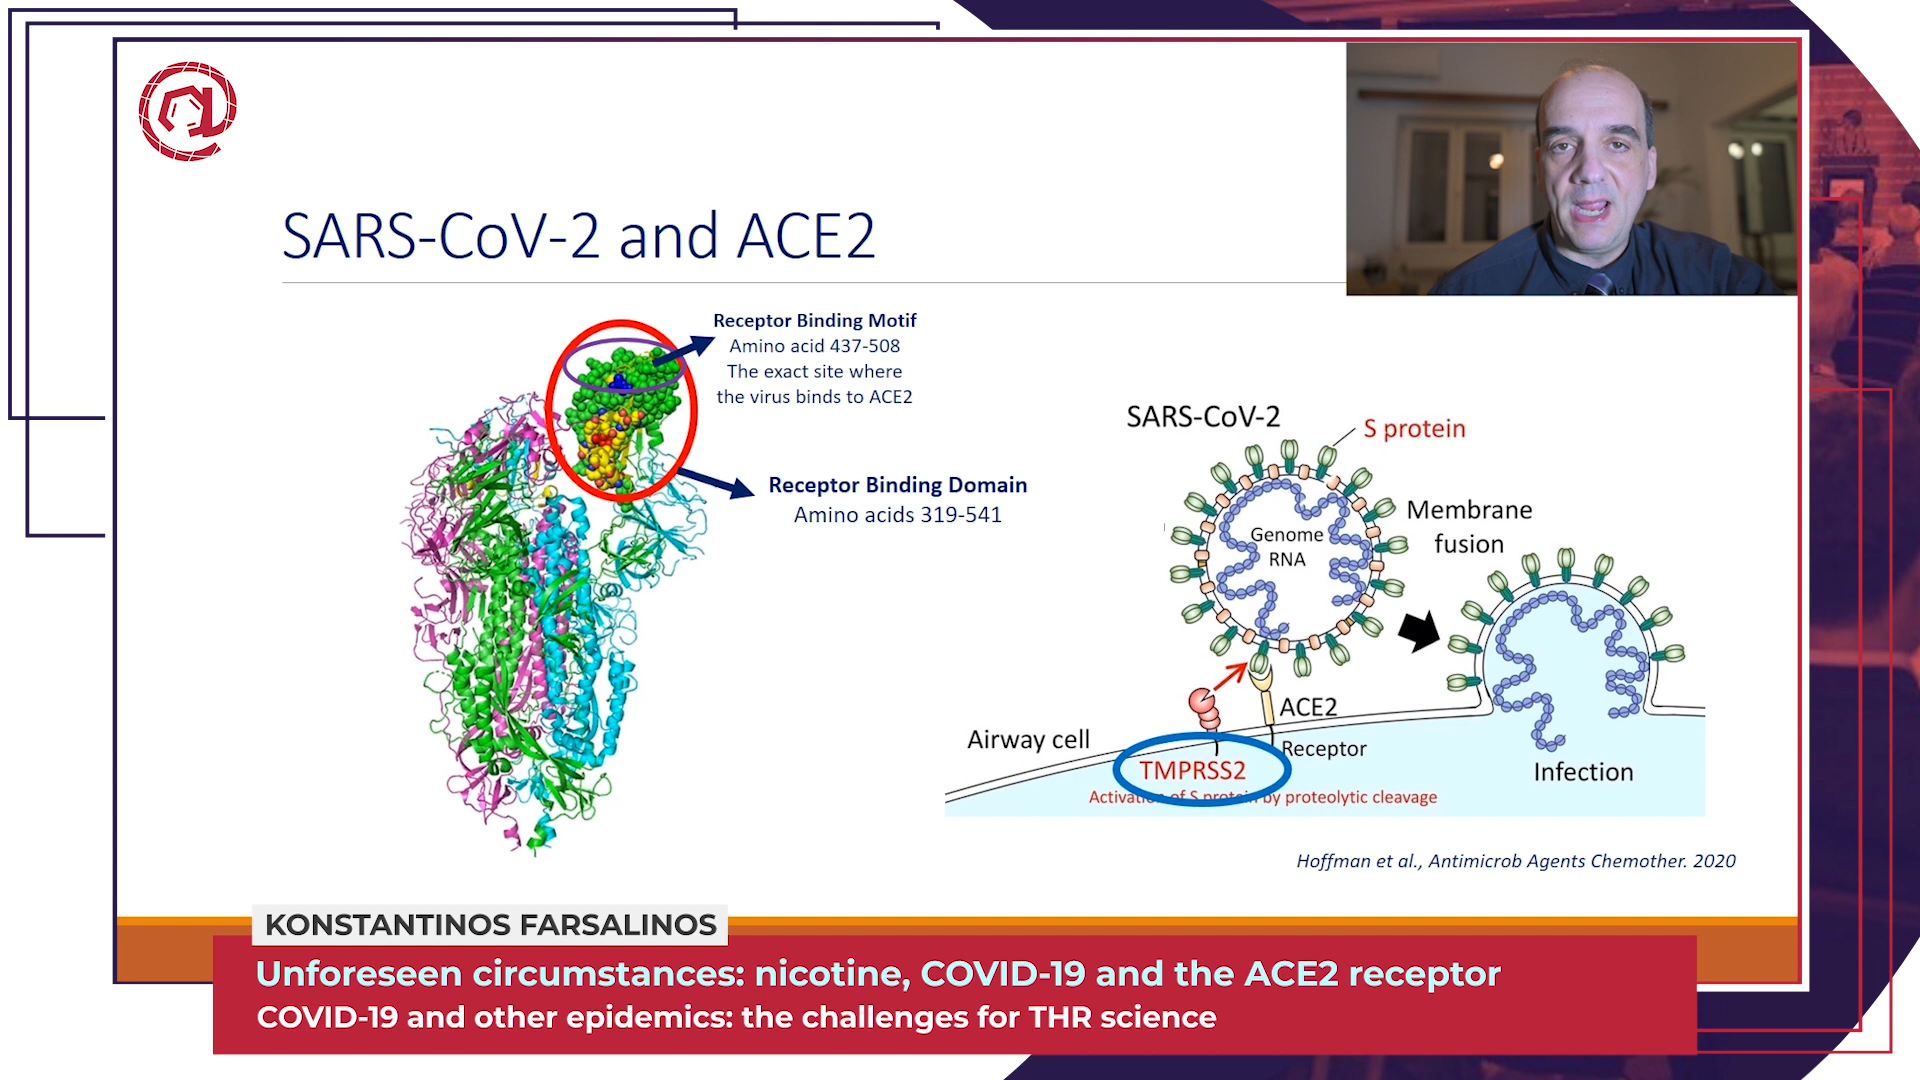 SARS-CoV-2 and ACE2
Receptor Binding Motif
Amino acid 437-508
The exact site where
the virus binds to ACE2
Receptor Binding Domain
Amino acids 319-541
SARS-CoV-2
S protein
Genome
RNA
Membrane
fusion
ACE2
Receptor
Airway cell
TMPRSS2
Activation of S protein by proteolytic cleavage
Infection
Hoffman et al., Antimicrob Agents Chemother. 2020
KONSTANTINOS FARSALINOS
Unforeseen circumstances: nicotine, COVID-19 and the ACE2 receptor
COVID-19 and other epidemics: the challenges for THR science